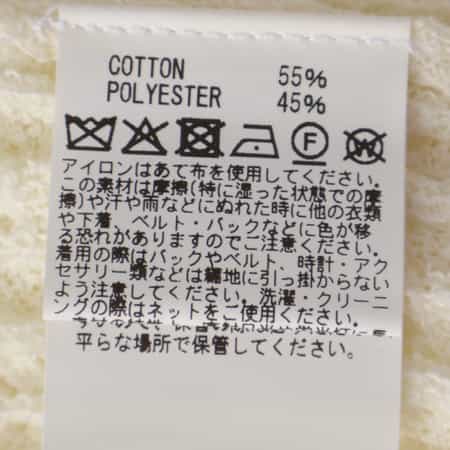 COTTON 55%
POLYESTER 45%
F W
アイロンはあて布を使用してください。
この素材は摩擦(特に湿った状態での摩
擦)や汗や雨などにぬれた時に他の衣類
や下着、ベルト・バックなどに色が移
る恐れがありますのでご注意ください。
着用の際はバックやベルト、時計・アク
セサリー類などは編地に引っ掛からない
よう注意してください。洗濯・クリーニ
ングの際はネットをご使用ください。
平らな場所で保管してください。